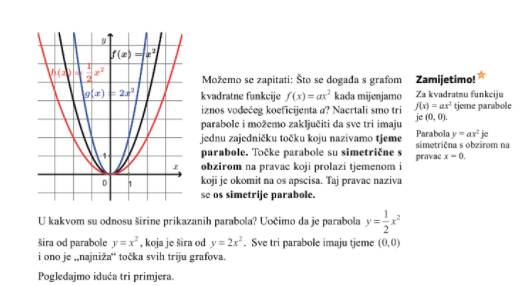 y
f(x) = x²
h(x) = 1/2 x²
g(x) = 2x²
x
1
0
1
Možemo se zapitati: Što se događa s grafom
kvadratne funkcije f(x) = ax² kada mijenjamo
iznos vodećeg koeficijenta a? Nacrtali smo tri
parabole i možemo zaključiti da sve tri imaju
jednu zajedničku točku koju nazivamo tjeme
parabole. Točke parabole su simetrične s
obzirom na pravac koji prolazi tjemenom i
koji je okomit na os apscisa. Taj pravac naziva
se os simetrije parabole.
Zamijetimo!
Za kvadratnu funkciju
f(x) = ax² tjeme parabole
je (0, 0).
Parabola y = ax² je
simetrična s obzirom na
pravac x = 0.
U kakvom su odnosu širine prikazanih parabola? Uočimo da je parabola y = 1/2 x²
šira od parabole y = x², koja je šira od y = 2x². Sve tri parabole imaju tjeme (0,0)
i ono je „najniža“ točka svih triju grafova.
Pogledajmo iduća tri primjera.